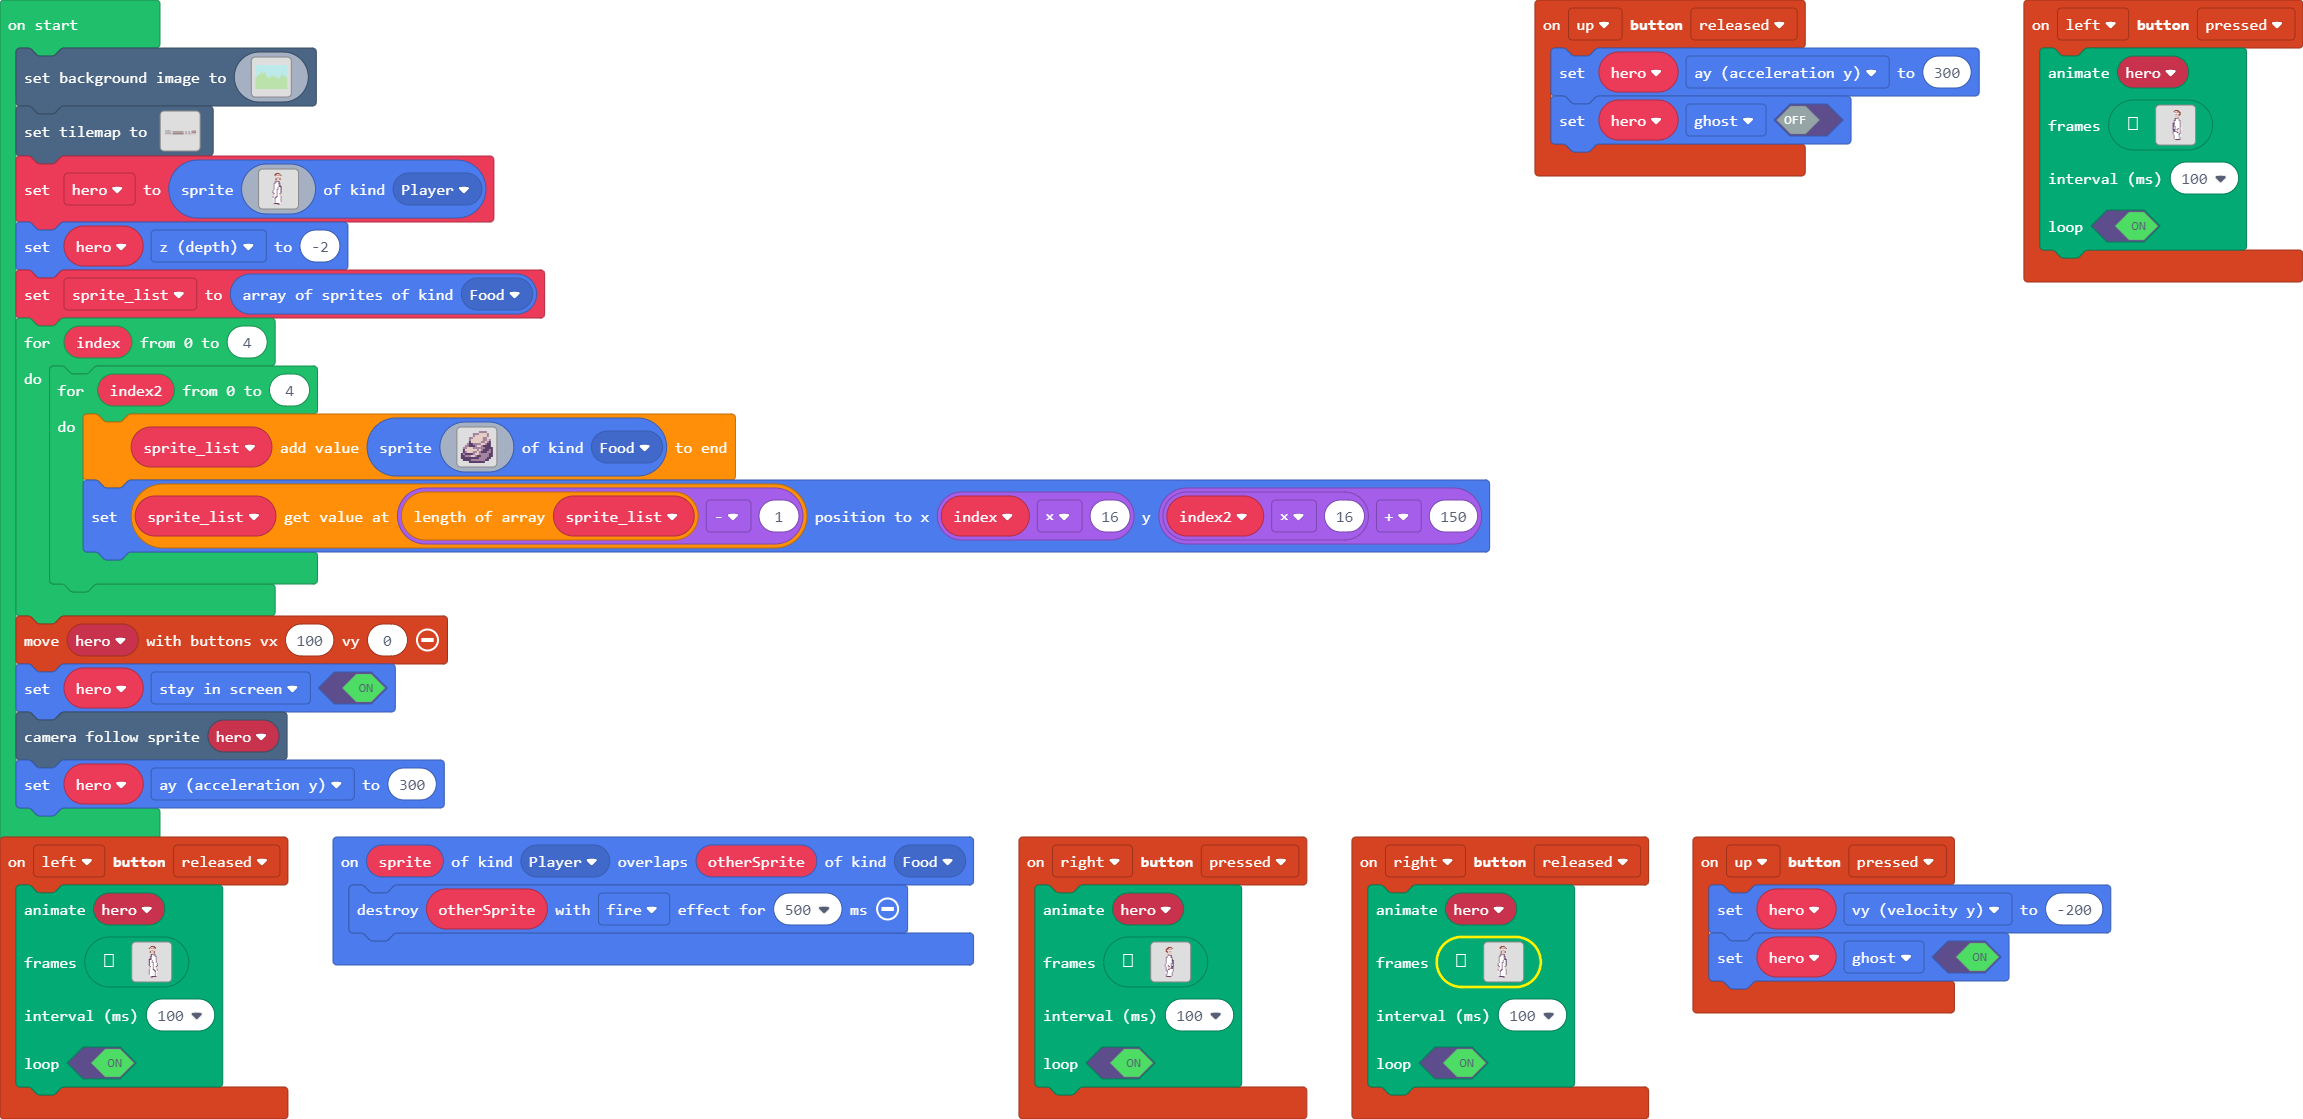 on start
set background image to
set tilemap to
set hero to sprite of kind Player
set hero z (depth) to -2
set sprite_list to array of sprites of kind Food
for index from 0 to 4
do
for index2 from 0 to 4
do
sprite_list add value sprite of kind Food to end
set sprite_list get value at length of array sprite_list - 1 position to x index × 16 y index2 × 16 + 150
move hero with buttons vx 100 vy 0
set hero stay in screen ON
camera follow sprite hero
set hero ay (acceleration y) to 300
on up button released
set hero ay (acceleration y) to 300
set hero ghost OFF
on left button pressed
animate hero
frames
interval (ms) 100
loop ON
on left button released
animate hero
frames
interval (ms) 100
loop ON
on sprite of kind Player overlaps otherSprite of kind Food
destroy otherSprite with fire effect for 500 ms
on right button pressed
animate hero
frames
interval (ms) 100
loop ON
on right button released
animate hero
frames
interval (ms) 100
loop ON
on up button pressed
set hero vy (velocity y) to -200
set hero ghost ON